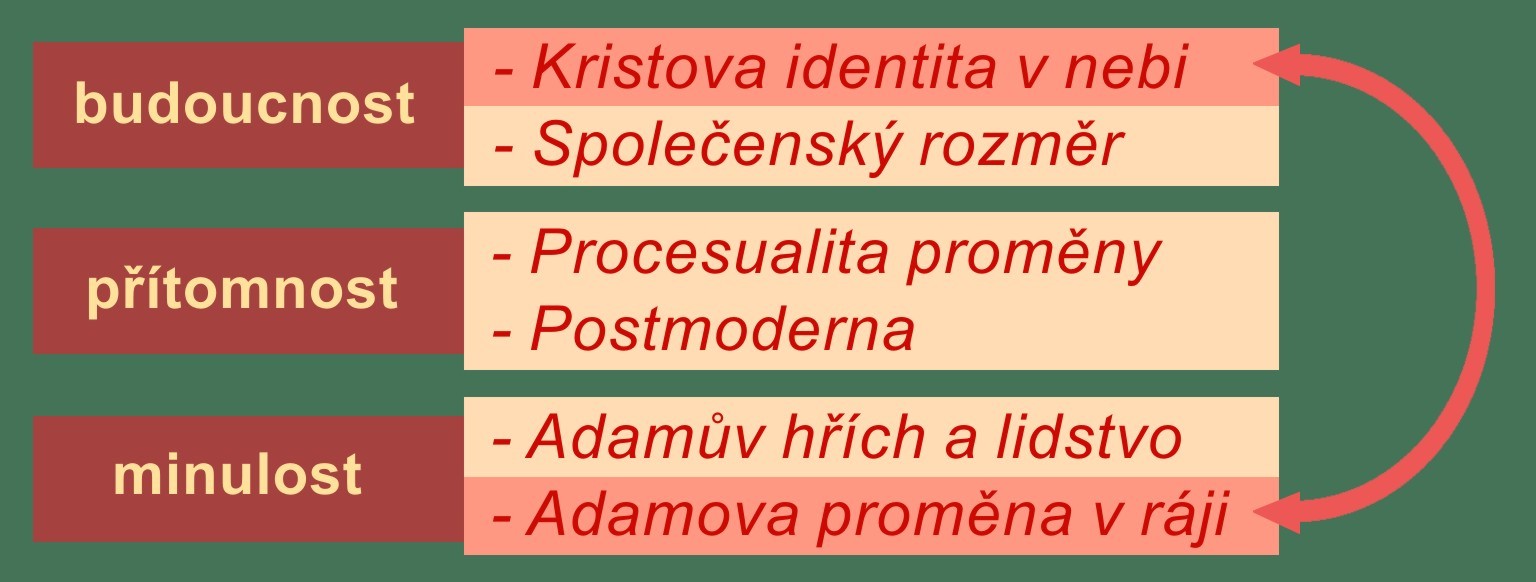 budoucnost
- Kristova identita v nebi
- Společenský rozměr
přítomnost
- Procesualita proměny
- Postmoderna
minulost
- Adamův hřích a lidstvo
- Adamova proměna v ráji